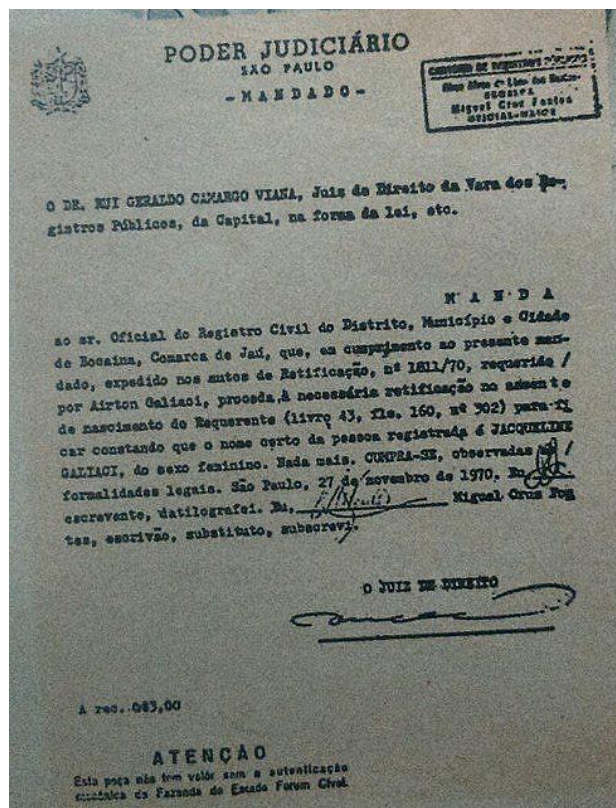 PODER JUDICIÁRIO
SÃO PAULO
- M A N D A D O -
Miguel Cruz Fontes
OFICIAL-MAIOR
O DR. RUI GERALDO CAMARGO VIANA, Juiz de Direito da Vara dos Re-
gistros Públicos, da Capital, na forma da lei, etc.
M A N D A
ao sr. Oficial do Registro Civil do Distrito, Município e Cidade
de Bocaina, Comarca de Jaú, que, em cumprimento ao presente man-
dado, expedido nos autos de Retificação, nº 1811/70, requerida /
por Airton Galiaci, proceda à necessária retificação no assento
de nascimento do Requerente (livro 43, fls. 160, nº 302) para fi
car constando que o nome certo da pessoa registrada é JACQUELINE
GALIACI, do sexo feminino. Nada mais. CUMPRA-SE, observadas as /
formalidades legais. São Paulo, 27 de novembro de 1970. Eu
escrevente, datilografei. Eu, Miguel Cruz Fon
tes, escrivão, substituto, subscrevi.
O JUIZ DE DIREITO
A rec..
ATENÇÃO
Esta peça não tem valor sem a autenticação
mecânica da Fazenda do Estado Forum Cível.